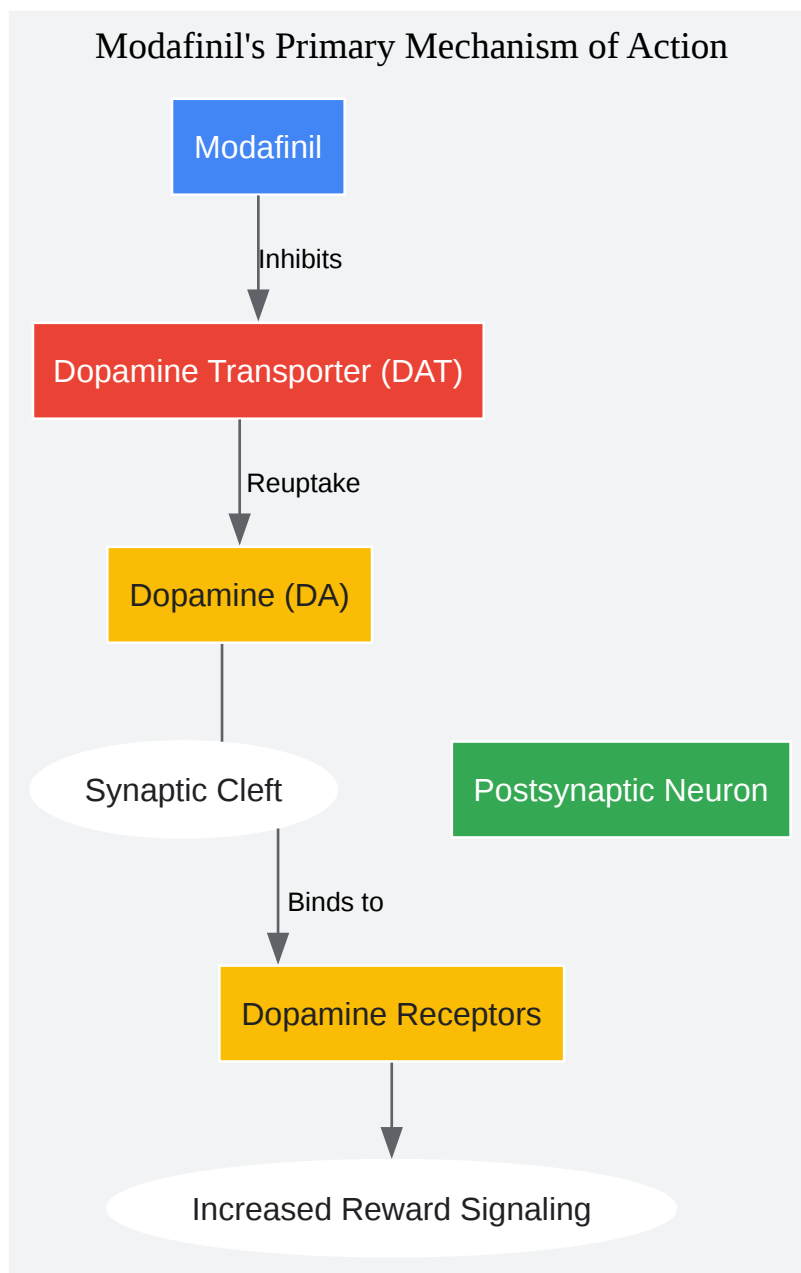 Modafinil's Primary Mechanism of Action
Modafinil
Inhibits
Dopamine Transporter (DAT)
Reuptake
Dopamine (DA)
Synaptic Cleft
Postsynaptic Neuron
Binds to
Dopamine Receptors
Increased Reward Signaling